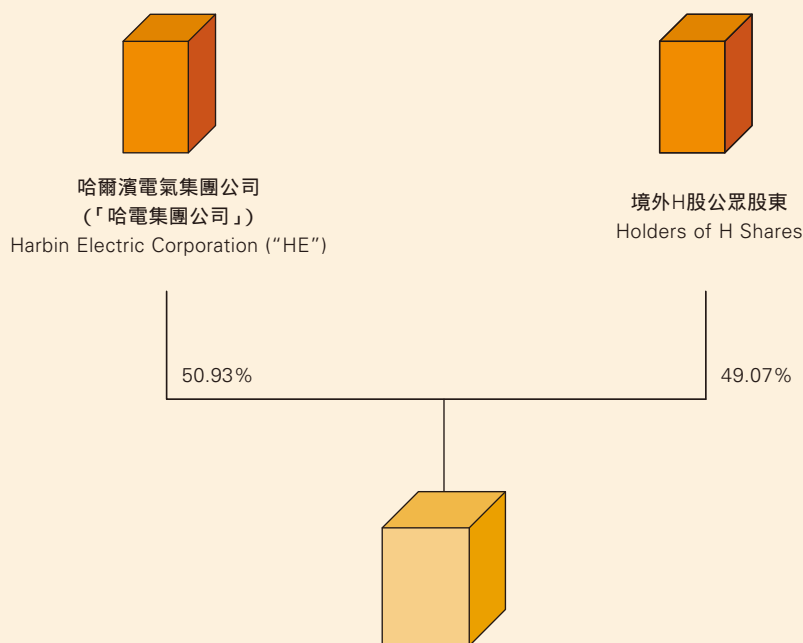 哈爾濱電氣集團公司
(「哈電集團公司」)
Harbin Electric Corporation (“HE”)
境外H股公眾股東
Holders of H Shares
50.93%
49.07%